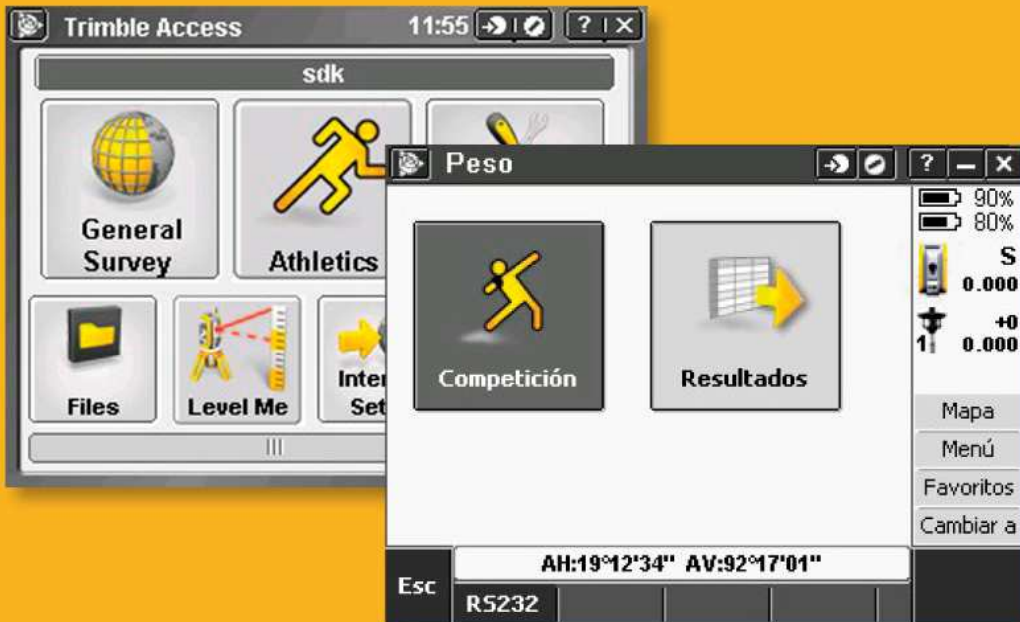 Trimble Access
11:55
? X
sdk
General
Survey
Athletics
Files
Level Me
Peso
? – X
90%
80%
S
0.000
+0
1 0.000
Competición
Resultados
Mapa
Menú
Favoritos
Cambiar a
AH:19°12'34" AV:92°17'01"
Esc
RS232